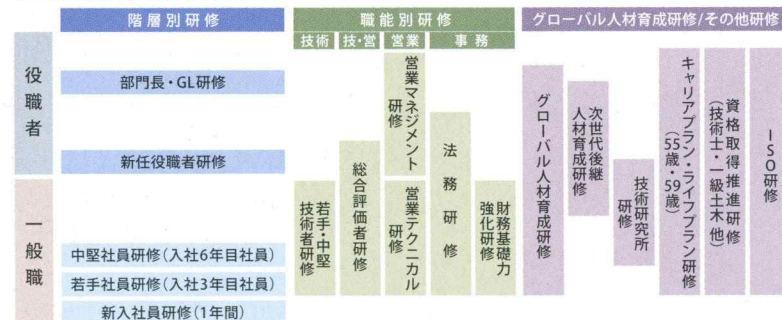 階層別研修
職能別研修
グローバル人材育成研修/その他研修
技術
技・営
営業
事務
役職者
一般職
部門長・GL研修
新任役職者研修
中堅社員研修(入社6年目社員)
若手社員研修(入社3年目社員)
新入社員研修(1年間)
若手・中堅
技術者研修
総合評価者研修
営業マネジメント
研修
営業テクニカル
研修
法務研修
財務基礎力
強化研修
グローバル人材育成研修
次世代後継
人材育成研修
技術研究所
研修
キャリアプラン・ライフプラン研修
(55歳・59歳)
資格取得推進研修
(技術士・一級土木 他)
ISO研修